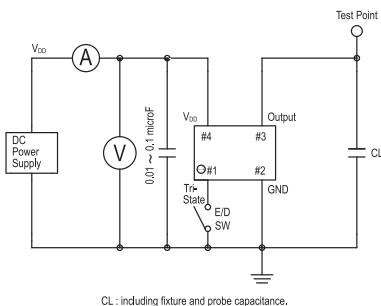 Test Point
VDD
A
VDD
Output
DC
Power
Supply
V
0.01 ~ 0.1 microF
#4
#3
#1
#2
CL
Tri-
State
GND
E/D
SW
CL : including fixture and probe capacitance.